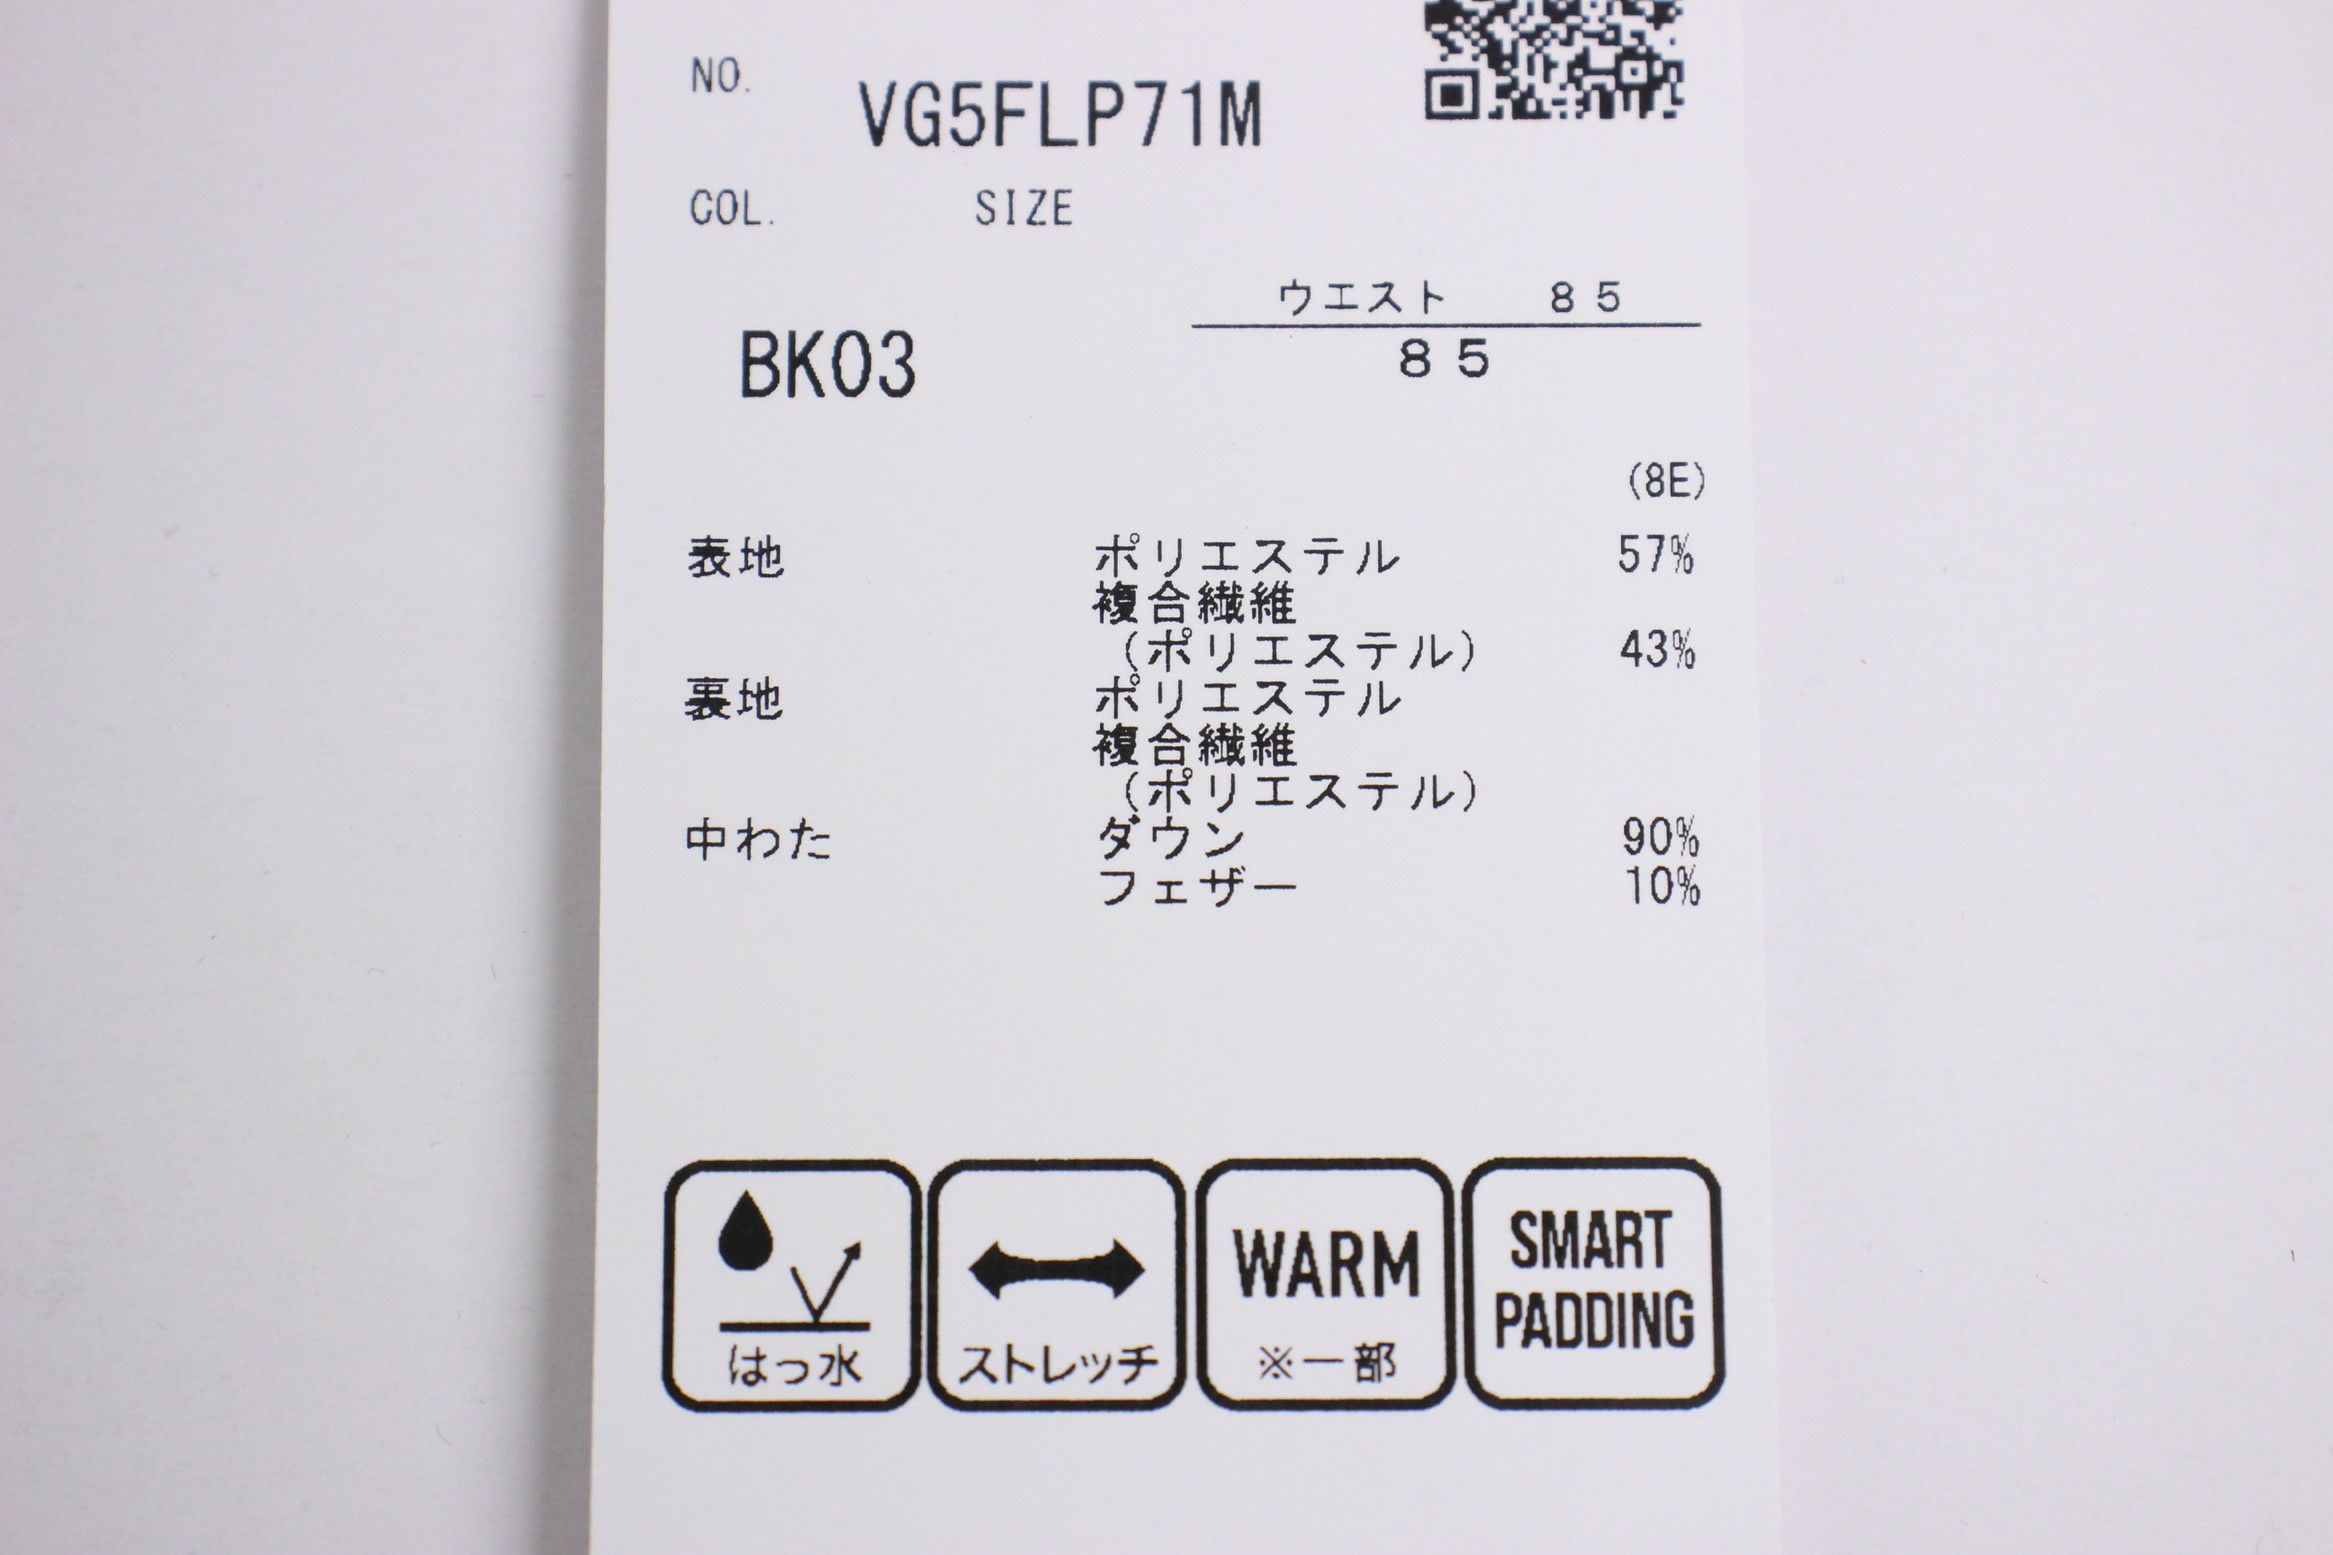 NO.
VG5FLP71M
COL. SIZE
ウエスト 85
BK03 85
(8E)
表地 ポリエステル 57%
複合繊維
(ポリエステル) 43%
裏地 ポリエステル
複合繊維
(ポリエステル)
中わた ダウン 90%
フェザー 10%
はっ水
ストレッチ
WARM
※一部
SMART
PADDING